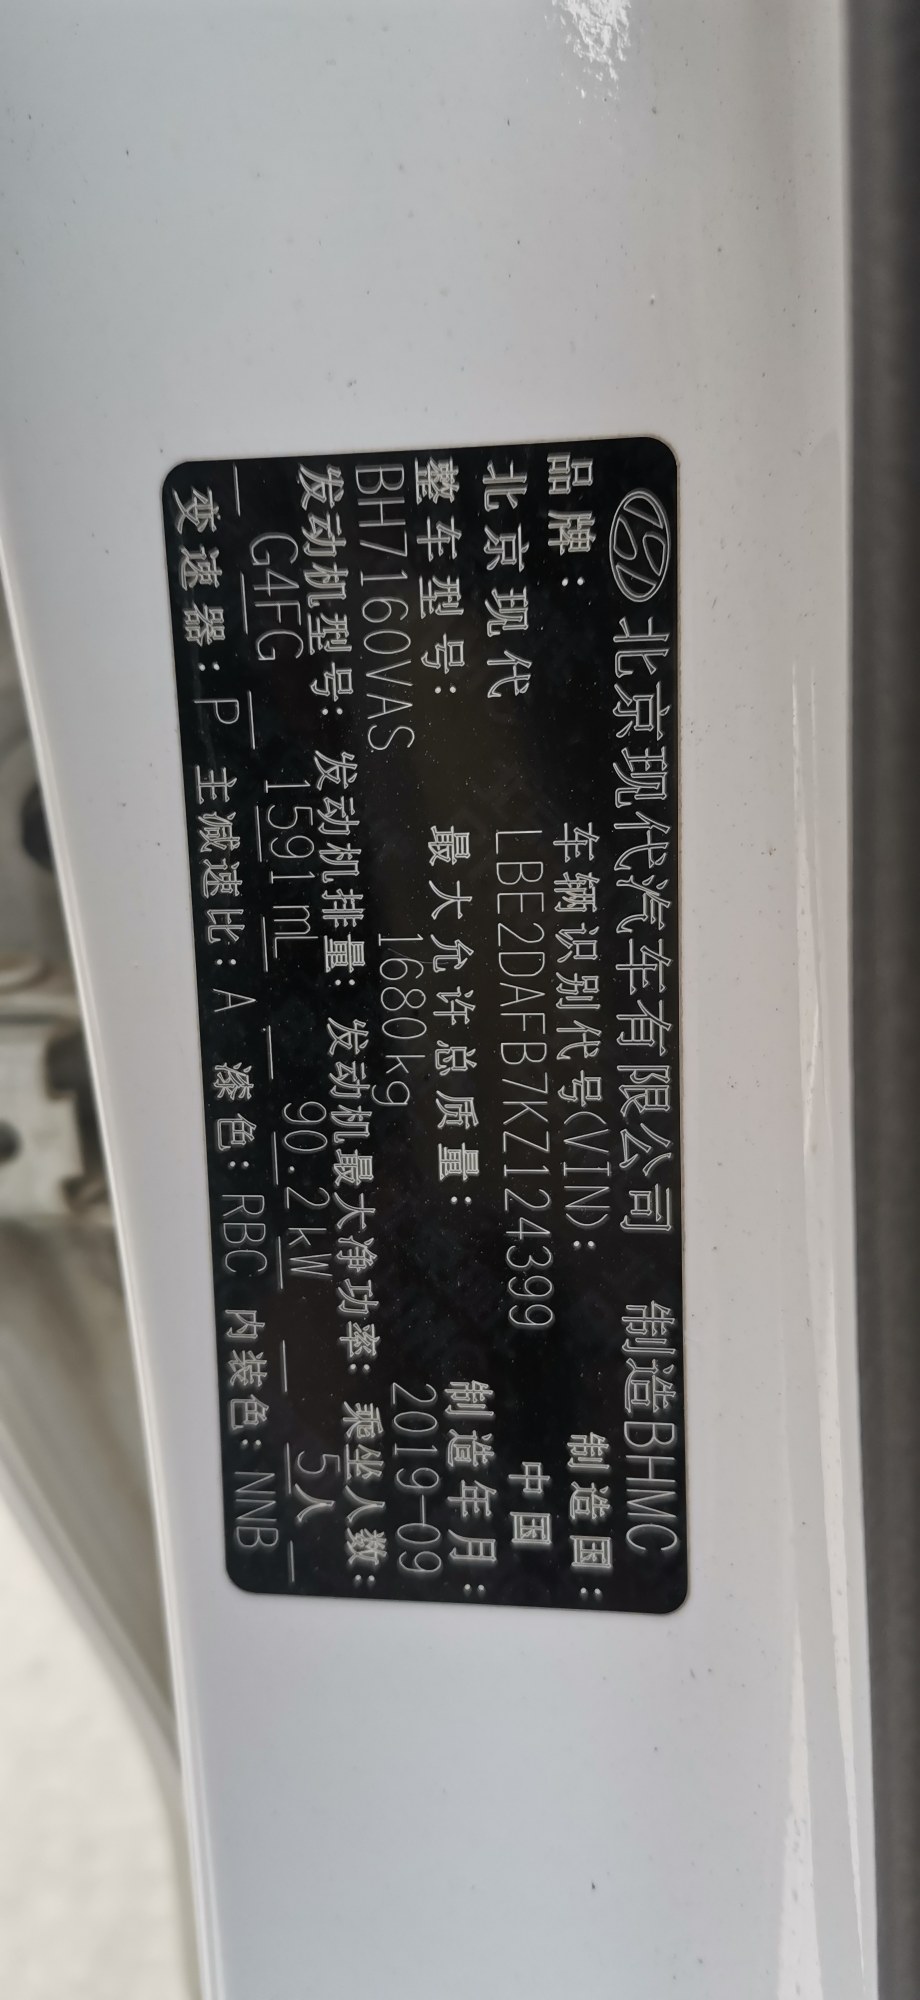 北京现代汽车有限公司 制造BHMC
品牌： 车辆识别代号(VIN)： 制造国：
北京现代 LBE2DAFB7KZ124399 中国
整车型号： 最大允许总质量： 制造年月：
BH7160VAS 1680kg 2019-09
发动机型号： 发动机排量： 发动机最大净功率： 乘坐人数：
G4FG 1591mL 90.2kW 5人
变速器：P 主减速比：A 漆色：RBC 内装色：NNB